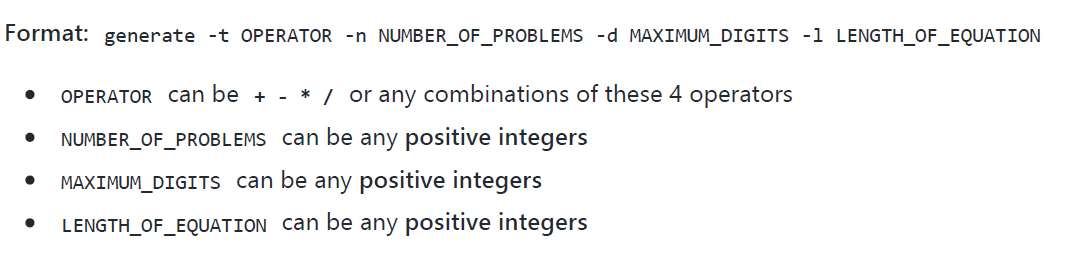 Format: generate -t OPERATOR -n NUMBER_OF_PROBLEMS -d MAXIMUM_DIGITS -l LENGTH_OF_EQUATION
• OPERATOR can be + - * / or any combinations of these 4 operators
• NUMBER_OF_PROBLEMS can be any positive integers
• MAXIMUM_DIGITS can be any positive integers
• LENGTH_OF_EQUATION can be any positive integers